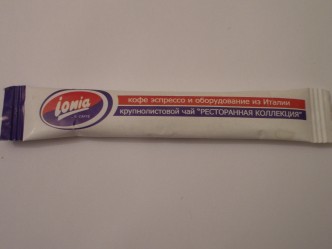 ionia
кофе эспрессо и оборудование из Италии
крупнолистовой чай "РЕСТОРАННАЯ КОЛЛЕКЦИЯ"